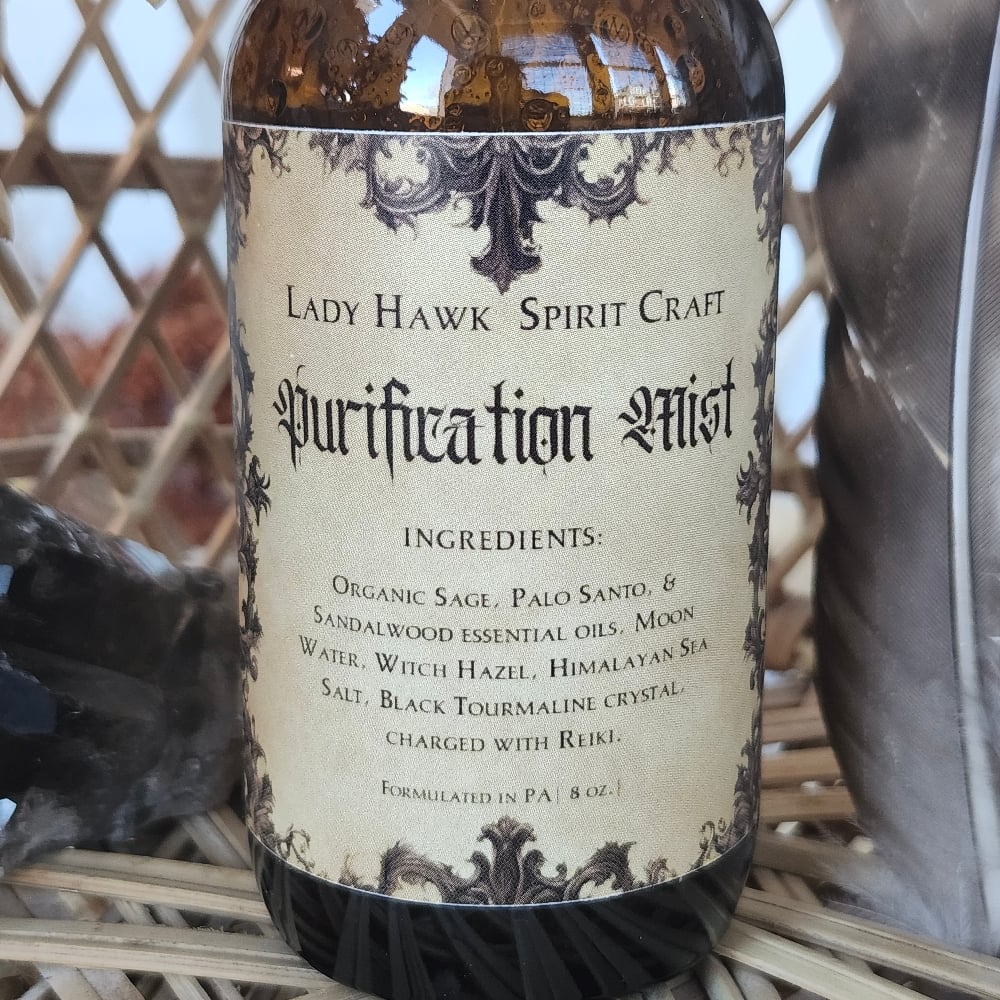 Lady Hawk Spirit Craft
Purification Mist
Ingredients:
Organic Sage, Palo Santo, &
Sandalwood essential oils, Moon
Water, Witch Hazel, Himalayan Sea
Salt, Black Tourmaline crystal,
charged with Reiki.
Formulated in PA | 8 oz. |